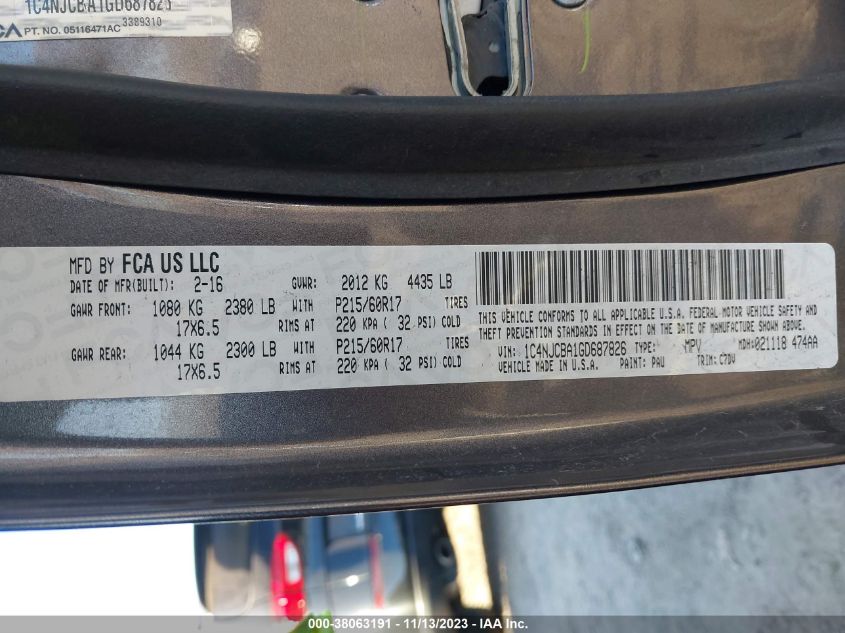 1C4NJCBA1GD687826
PT. NO. 05116471AC 3389310
MFD BY FCA US LLC
DATE OF MFR(BUILT): 2-16 GVWR: 2012 KG 4435 LB
GAWR FRONT: 1080 KG 2380 LB WITH P215/60R17 TIRES
17X6.5 RIMS AT 220 KPA ( 32 PSI) COLD
GAWR REAR: 1044 KG 2300 LB WITH P215/60R17 TIRES
17X6.5 RIMS AT 220 KPA ( 32 PSI) COLD
THIS VEHICLE CONFORMS TO ALL APPLICABLE U.S.A. FEDERAL MOTOR VEHICLE SAFETY AND
THEFT PREVENTION STANDARDS IN EFFECT ON THE DATE OF MANUFACTURE SHOWN ABOVE.
VIN: 1C4NJCBA1GD687826 TYPE: MPV MDH:021118 474AA
VEHICLE MADE IN U.S.A. PAINT: PAU TRIM: C7DV
000-38063191 - 11/13/2023 - IAA Inc.